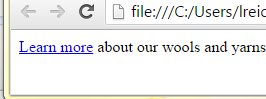 file:///C:/Users/lreic
Learn more about our wools and yarns